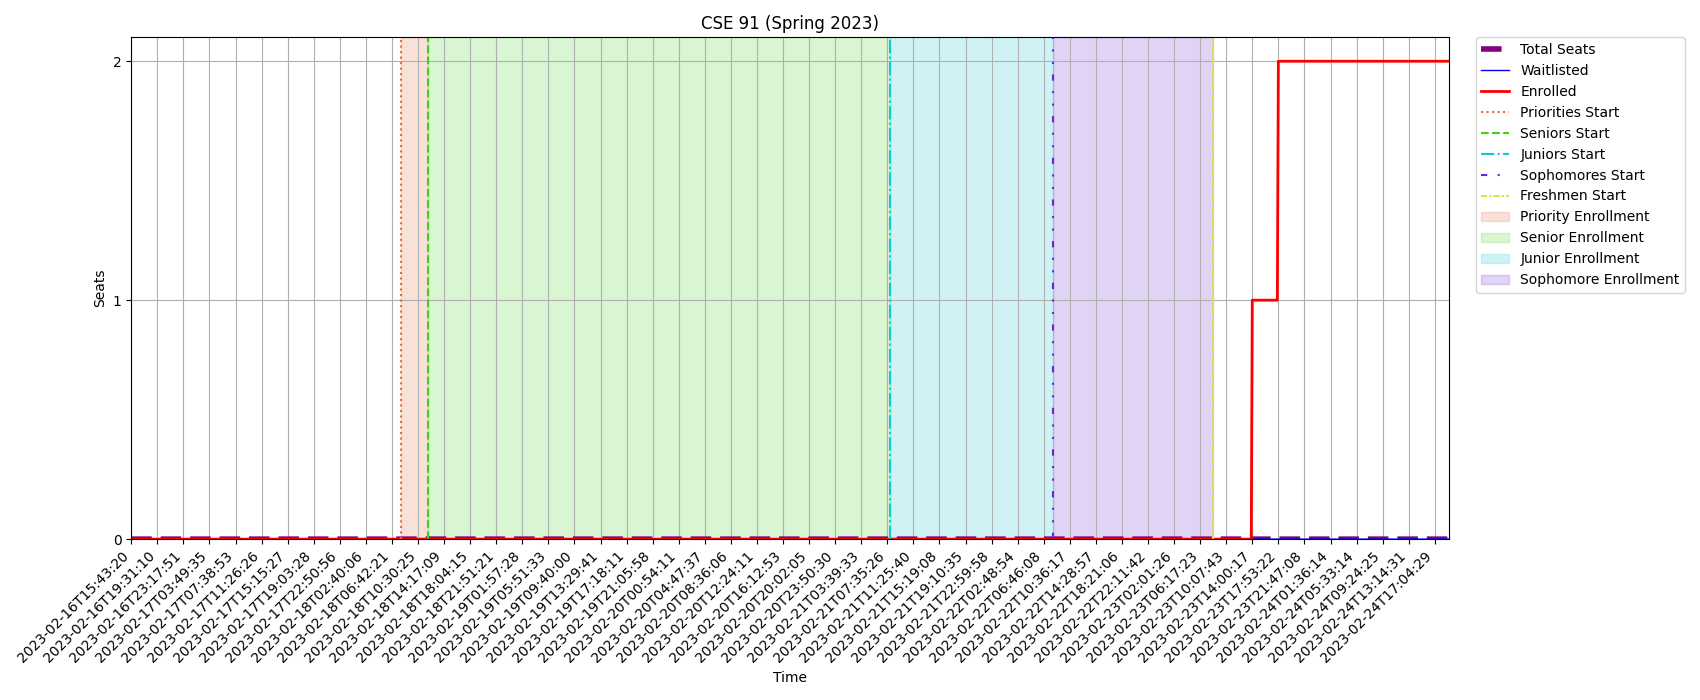 CSE 91 (Spring 2023)
Total Seats
Waitlisted
Enrolled
Priorities Start
Seniors Start
Juniors Start
Sophomores Start
Freshmen Start
Priority Enrollment
Senior Enrollment
Junior Enrollment
Sophomore Enrollment
Seats
2
1
0
2023-02-16T15:43:20
2023-02-16T19:31:10
2023-02-16T23:17:51
2023-02-17T03:49:35
2023-02-17T07:38:53
2023-02-17T11:26:26
2023-02-17T15:15:27
2023-02-17T19:03:28
2023-02-17T22:50:56
2023-02-18T02:40:06
2023-02-18T06:42:21
2023-02-18T10:30:25
2023-02-18T14:17:09
2023-02-18T18:04:15
2023-02-18T21:51:21
2023-02-19T01:57:28
2023-02-19T05:51:33
2023-02-19T09:40:00
2023-02-19T13:29:41
2023-02-19T17:18:11
2023-02-19T21:05:58
2023-02-20T00:54:11
2023-02-20T04:47:37
2023-02-20T08:36:06
2023-02-20T12:24:11
2023-02-20T16:12:53
2023-02-20T20:02:05
2023-02-20T23:50:30
2023-02-21T03:39:33
2023-02-21T07:35:26
2023-02-21T11:25:40
2023-02-21T15:19:08
2023-02-21T19:10:35
2023-02-21T22:59:58
2023-02-22T02:48:54
2023-02-22T06:46:08
2023-02-22T10:36:17
2023-02-22T14:28:57
2023-02-22T18:21:06
2023-02-22T22:11:42
2023-02-23T02:01:26
2023-02-23T06:17:23
2023-02-23T10:07:43
2023-02-23T14:00:17
2023-02-23T17:53:22
2023-02-23T21:47:08
2023-02-24T01:36:14
2023-02-24T05:33:14
2023-02-24T09:24:25
2023-02-24T13:14:31
2023-02-24T17:04:29
Time